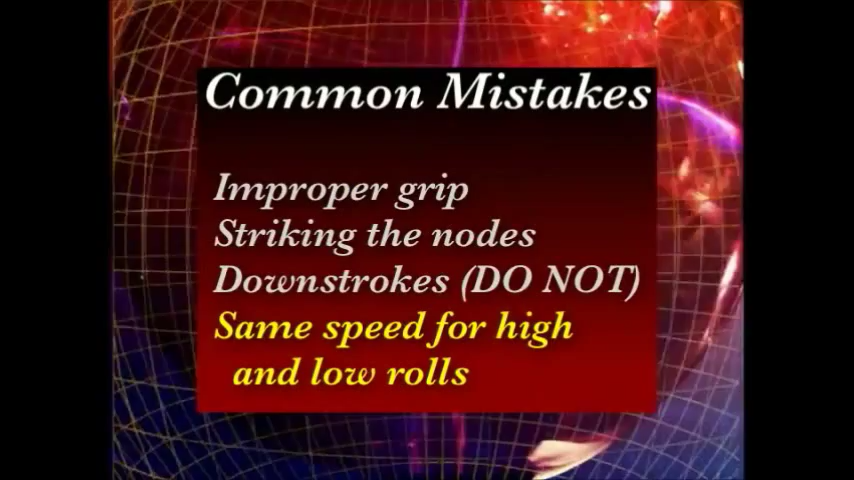 Common Mistakes
Improper grip
Striking the nodes
Downstrokes (DO NOT)
Same speed for high
and low rolls